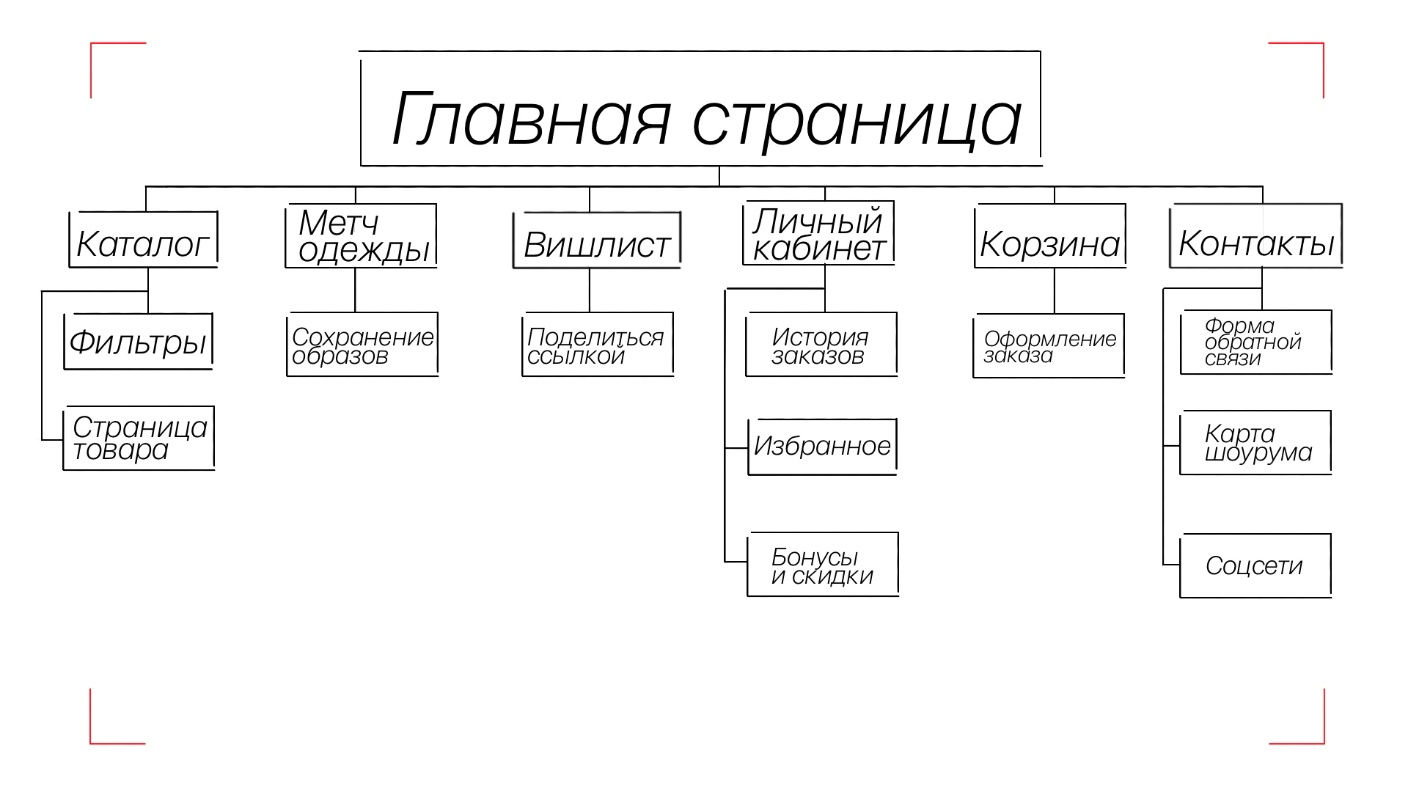 Главная страница
Каталог
Фильтры
Страница
товара
Метч
одежды
Сохранение
образов
Вишлист
Поделиться
ссылкой
Личный
кабинет
История
заказов
Избранное
Бонусы
и скидки
Корзина
Оформление
заказа
Контакты
Форма
обратной
связи
Карта
шоурума
Соцсети